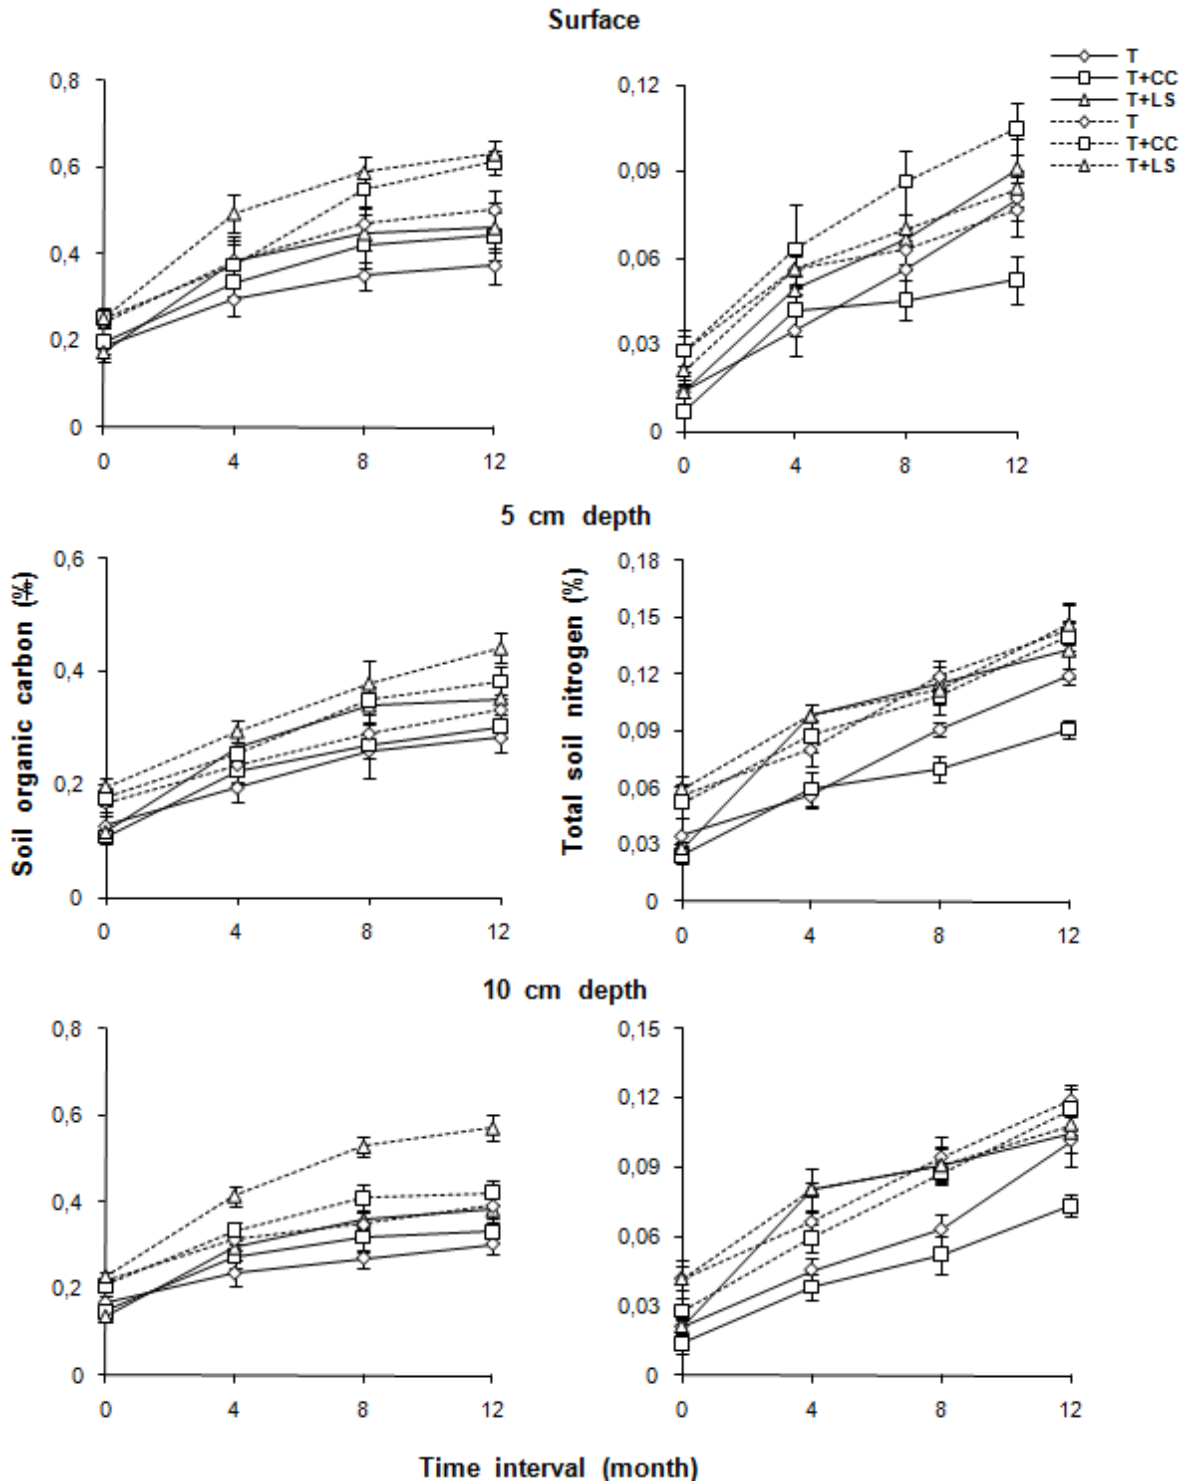 Surface
T
T+CC
T+LS
T
T+CC
T+LS
0,8
0,6
0,4
0,2
0
0 4 8 12
0,12
0,09
0,06
0,03
0
0 4 8 12
5 cm depth
Soil organic carbon (%)
0,6
0,4
0,2
0
0 4 8 12
Total soil nitrogen (%)
0,18
0,15
0,12
0,09
0,06
0,03
0
0 4 8 12
10 cm depth
0,8
0,6
0,4
0,2
0
0 4 8 12
0,15
0,12
0,09
0,06
0,03
0
0 4 8 12
Time interval (month)